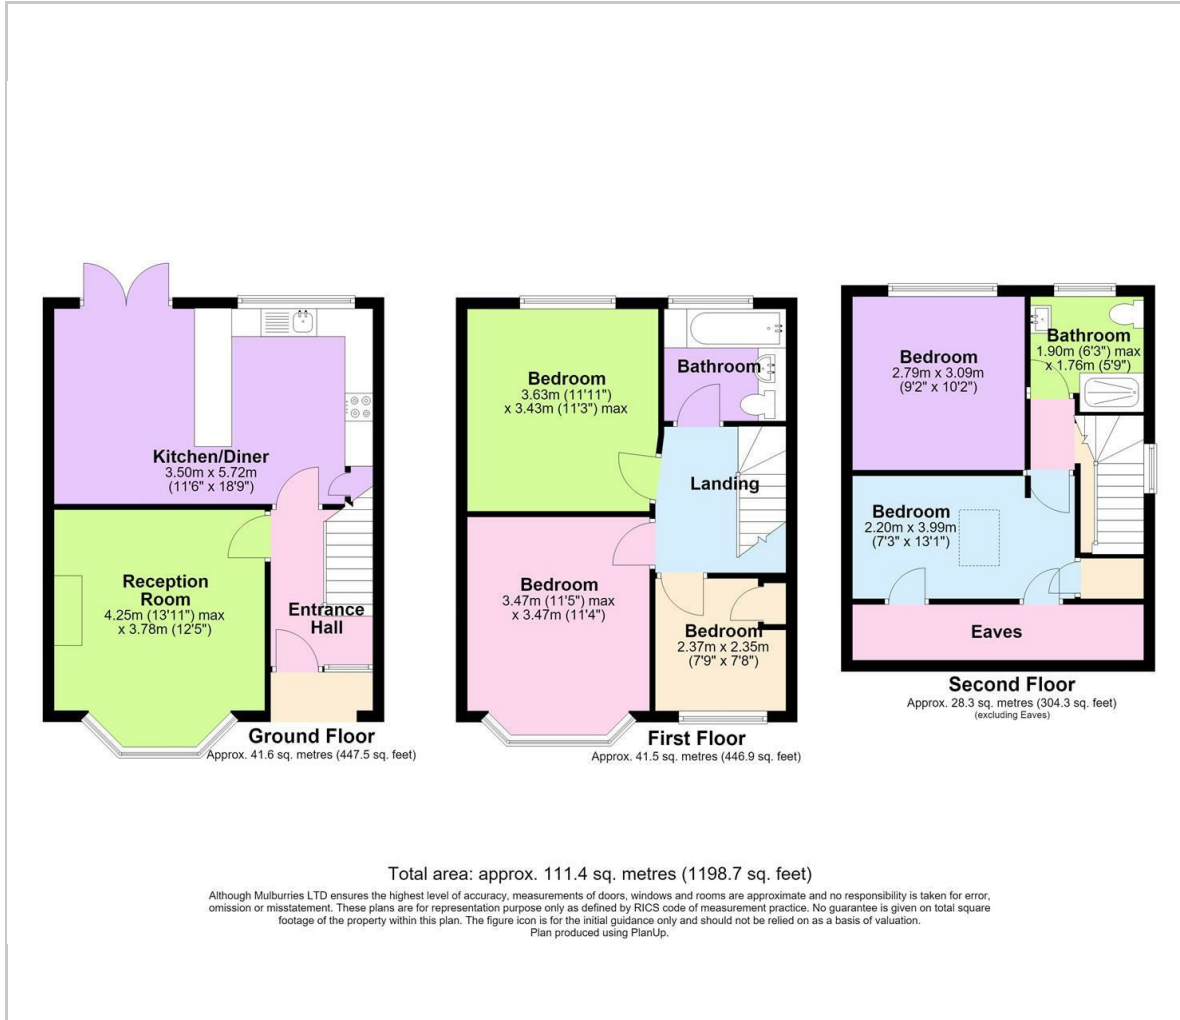 Kitchen/Diner
3.50m x 5.72m
(11'6" x 18'9")
Reception
Room
4.25m (13'11") max
x 3.78m (12'5")
Entrance
Hall
Ground Floor
Approx. 41.6 sq. metres (447.5 sq. feet)
Bedroom
3.63m (11'11")
x 3.43m (11'3") max
Bathroom
Landing
Bedroom
3.47m (11'5") max
x 3.47m (11'4")
Bedroom
2.37m x 2.35m
(7'9" x 7'8")
First Floor
Approx. 41.5 sq. metres (446.9 sq. feet)
Bedroom
2.79m x 3.09m
(9'2" x 10'2")
Bathroom
1.90m (6'3") max
x 1.76m (5'9")
Bedroom
2.20m x 3.99m
(7'3" x 13'1")
Eaves
Second Floor
Approx. 28.3 sq. metres (304.3 sq. feet)
(excluding Eaves)
Total area: approx. 111.4 sq. metres (1198.7 sq. feet)
Although Mulburries LTD ensures the highest level of accuracy, measurements of doors, windows and rooms are approximate and no responsibility is taken for error,
omission or misstatement. These plans are for representation purpose only as defined by RICS code of measurement practice. No guarantee is given on total square
footage of the property within this plan. The figure icon is for the initial guidance only and should not be relied on as a basis of valuation.
Plan produced using PlanUp.